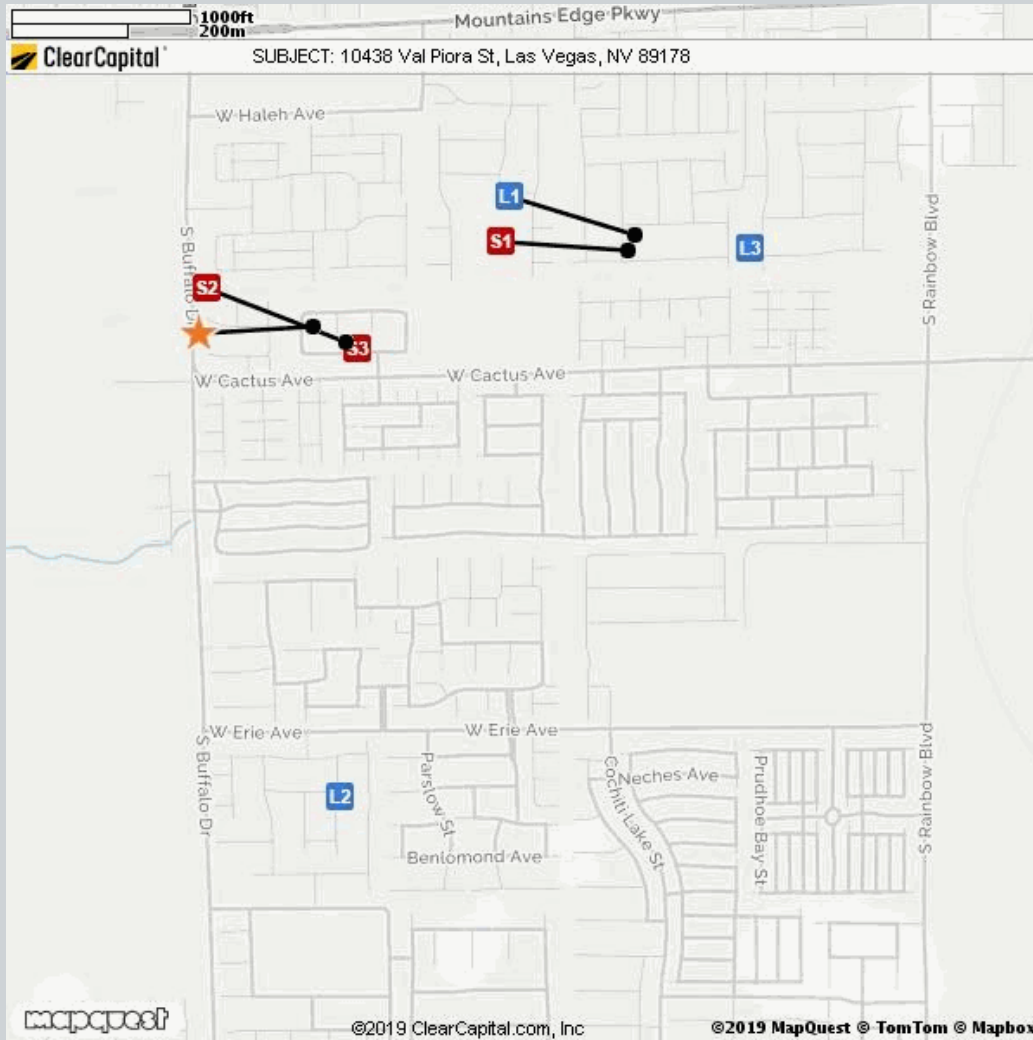 1000ft
200m
Mountains Edge Pkwy
ClearCapital
SUBJECT: 10438 Val Piora St, Las Vegas, NV 89178
W Haleh Ave
L1
S1
L3
S Rainbow Blvd
S Buffalo Dr
S2
S3
W Cactus Ave
W Cactus Ave
W Erie Ave
W Erie Ave
S Rainbow Blvd
S Buffalo Dr
L2
Parslow St
Cochiti Lake St
Neches Ave
Prudhoe Bay St
Benlomond Ave
mapquest
©2019 ClearCapital.com, Inc
©2019 MapQuest © TomTom © Mapbox